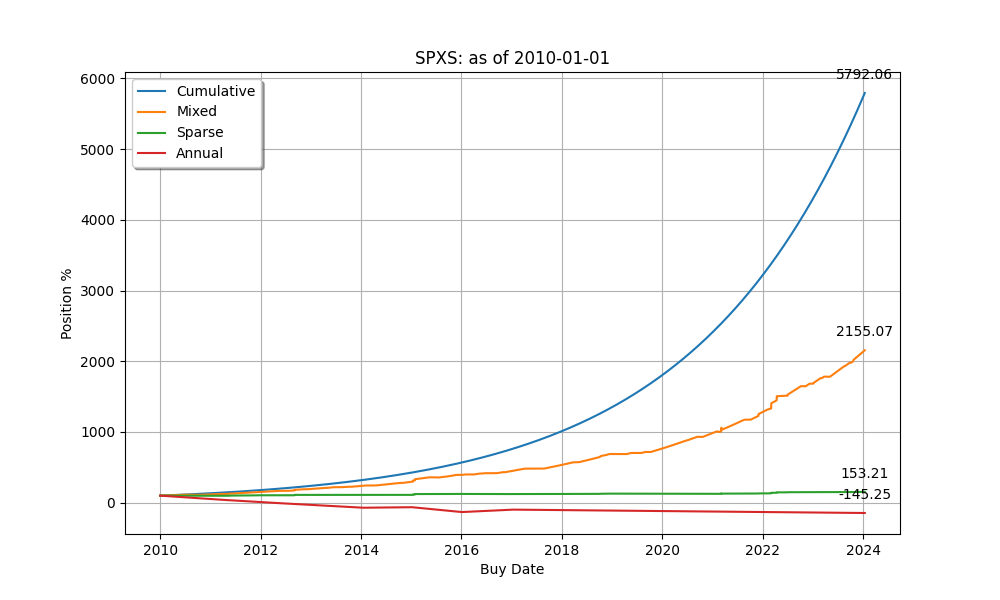 SPXS: as of 2010-01-01
6000
5000
4000
3000
2000
1000
0
Position %
Cumulative
Mixed
Sparse
Annual
5792.06
2155.07
153.21
-145.25
2010 2012 2014 2016 2018 2020 2022 2024
Buy Date